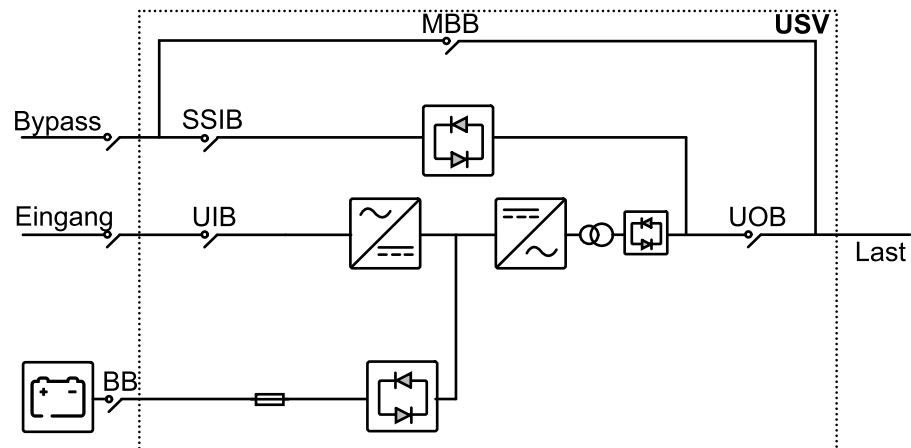 MBB
USV
Bypass
SSIB
Eingang
UIB
UOB
Last
BB